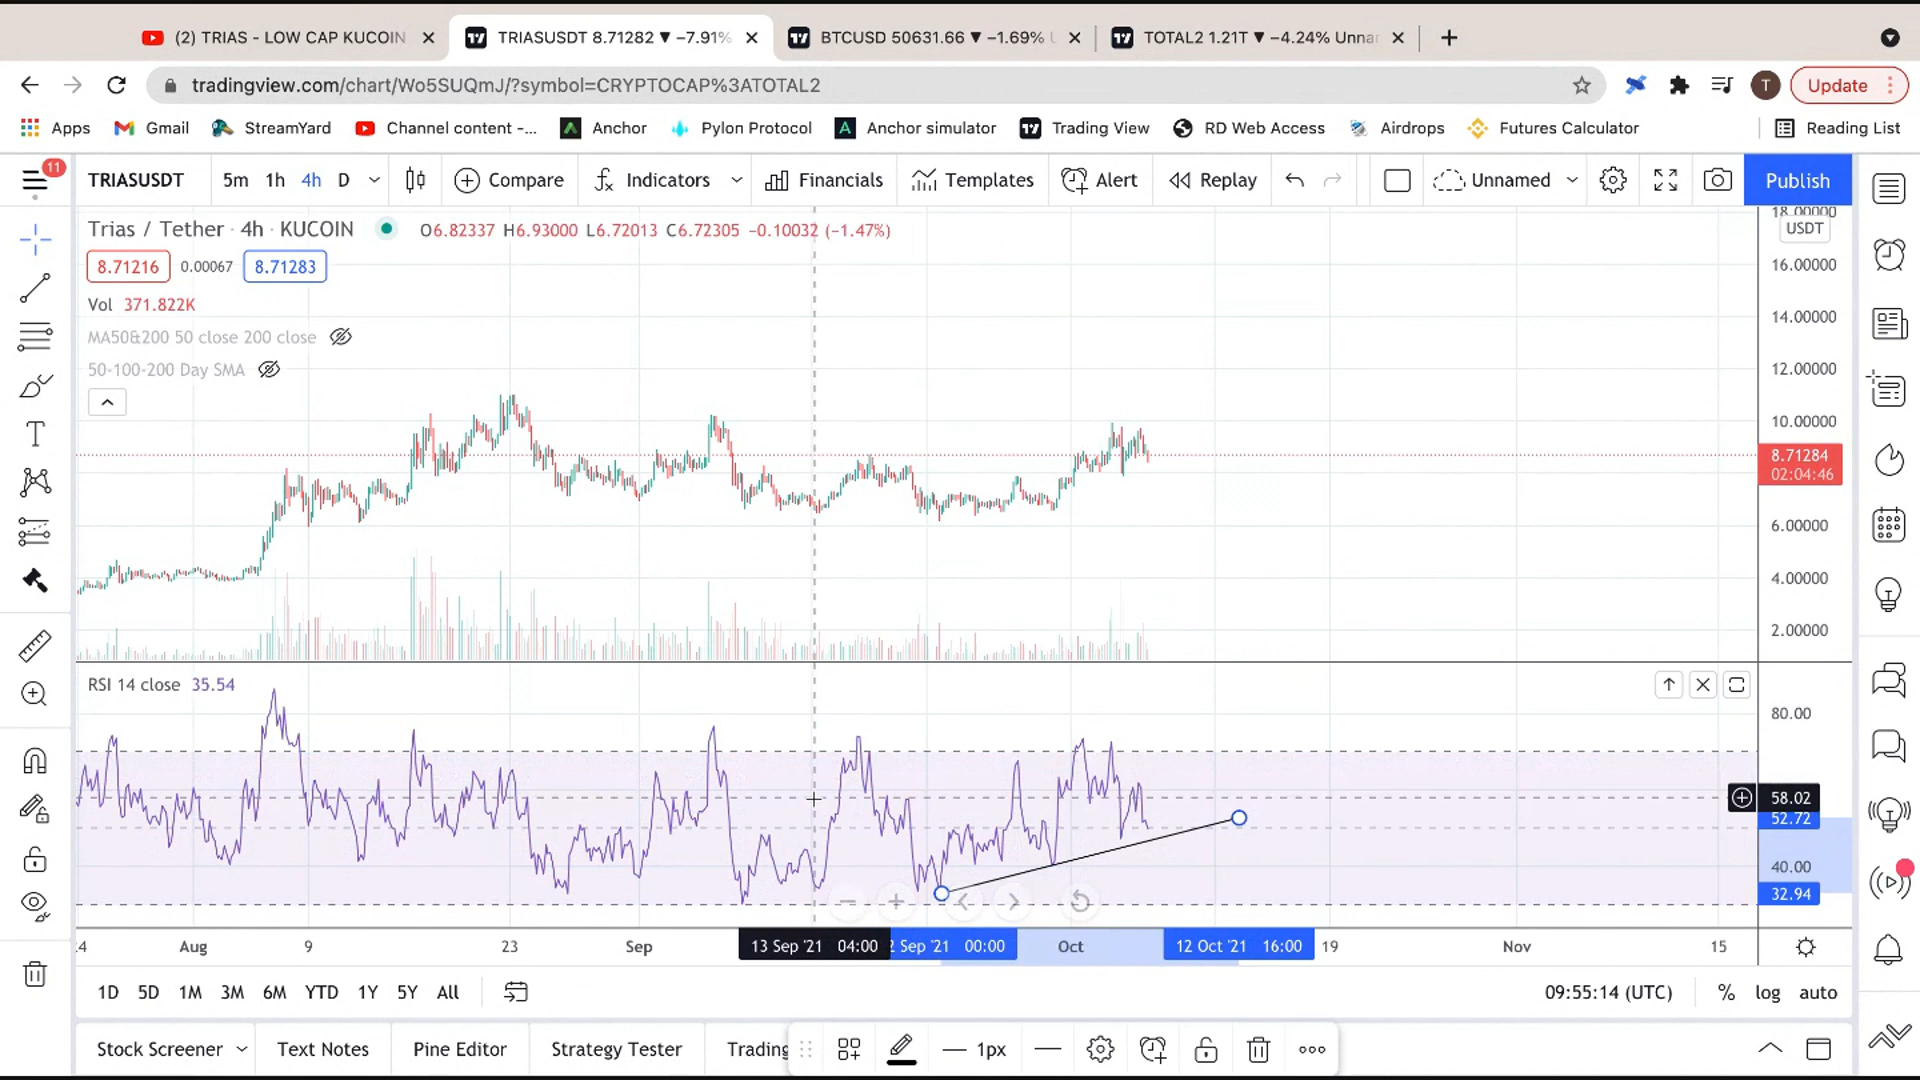 (2) TRIAS - LOW CAP KUCOIN
TRIASUSDT 8.71282 ▼ −7.91%
BTCUSD 50631.66 ▼ −1.69%
TOTAL2 1.21T ▼ −4.24% Unna
tradingview.com/chart/Wo5SUQmJ/?symbol=CRYPTOCAP%3ATOTAL2
T
Update
Apps
Gmail
StreamYard
Channel content -...
Anchor
Pylon Protocol
Anchor simulator
Trading View
RD Web Access
Airdrops
Futures Calculator
Reading List
11
TRIASUSDT
5m 1h 4h D
Compare
Indicators
Financials
Templates
Alert
Replay
Unnamed
Publish
Trias / Tether · 4h · KUCOIN
O6.82337 H6.93000 L6.72013 C6.72305 −0.10032 (−1.47%)
8.71216 0.00067 8.71283
Vol 371.822K
MA50&200 50 close 200 close
50-100-200 Day SMA
18.00000
USDT
16.00000
14.00000
12.00000
10.00000
8.71284
02:04:46
6.00000
4.00000
2.00000
RSI 14 close 35.54
80.00
58.02
52.72
40.00
32.94
Aug 9 23 Sep 13 Sep '21 04:00 2 Sep '21 00:00 Oct 12 Oct '21 16:00 19 Nov 15
1D 5D 1M 3M 6M YTD 1Y 5Y All
09:55:14 (UTC) % log auto
Stock Screener
Text Notes
Pine Editor
Strategy Tester
Trading
1px